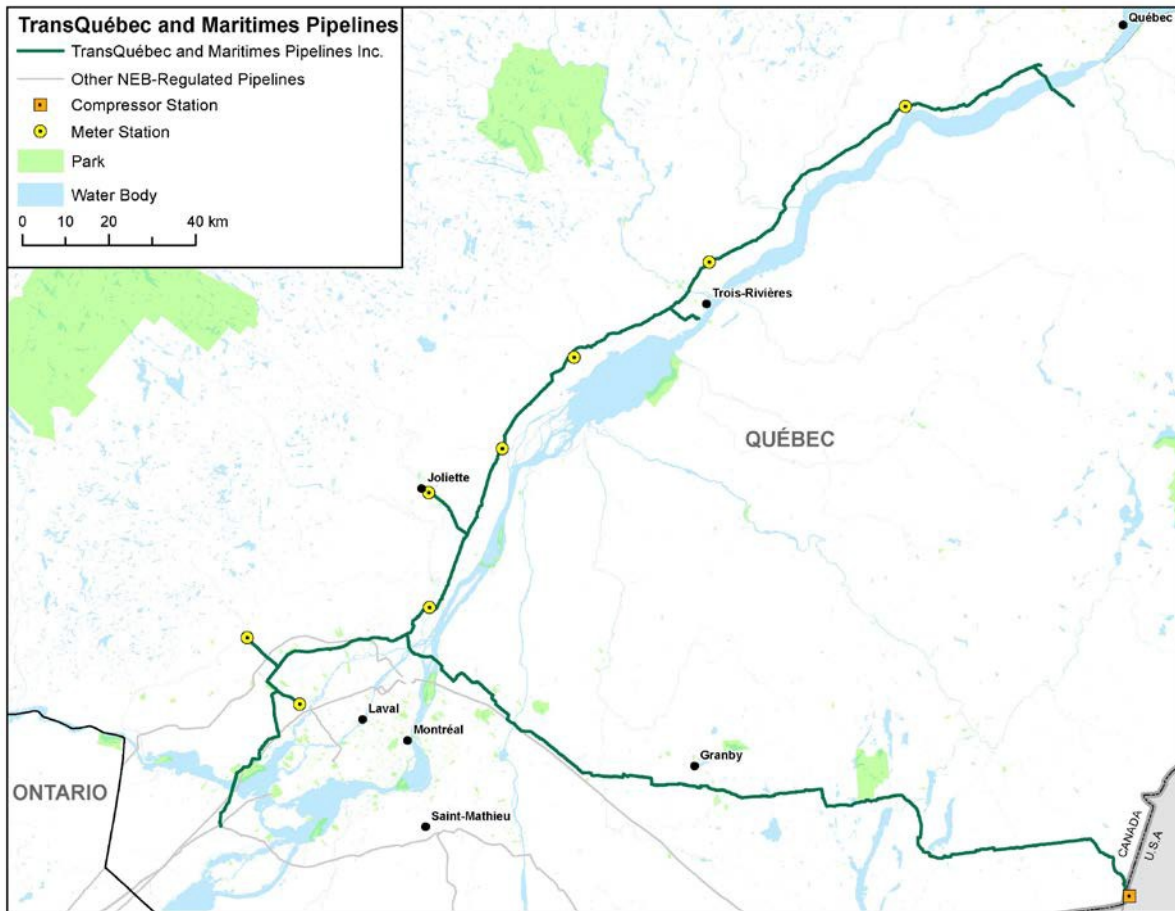 TransQuébec and Maritimes Pipelines
TransQuébec and Maritimes Pipelines Inc.
Other NEB-Regulated Pipelines
Compressor Station
Meter Station
Park
Water Body
0 10 20 40 km
Québec
Trois-Rivières
QUÉBEC
Joliette
Laval
Montréal
Granby
ONTARIO
Saint-Mathieu
CANADA
U.S.A